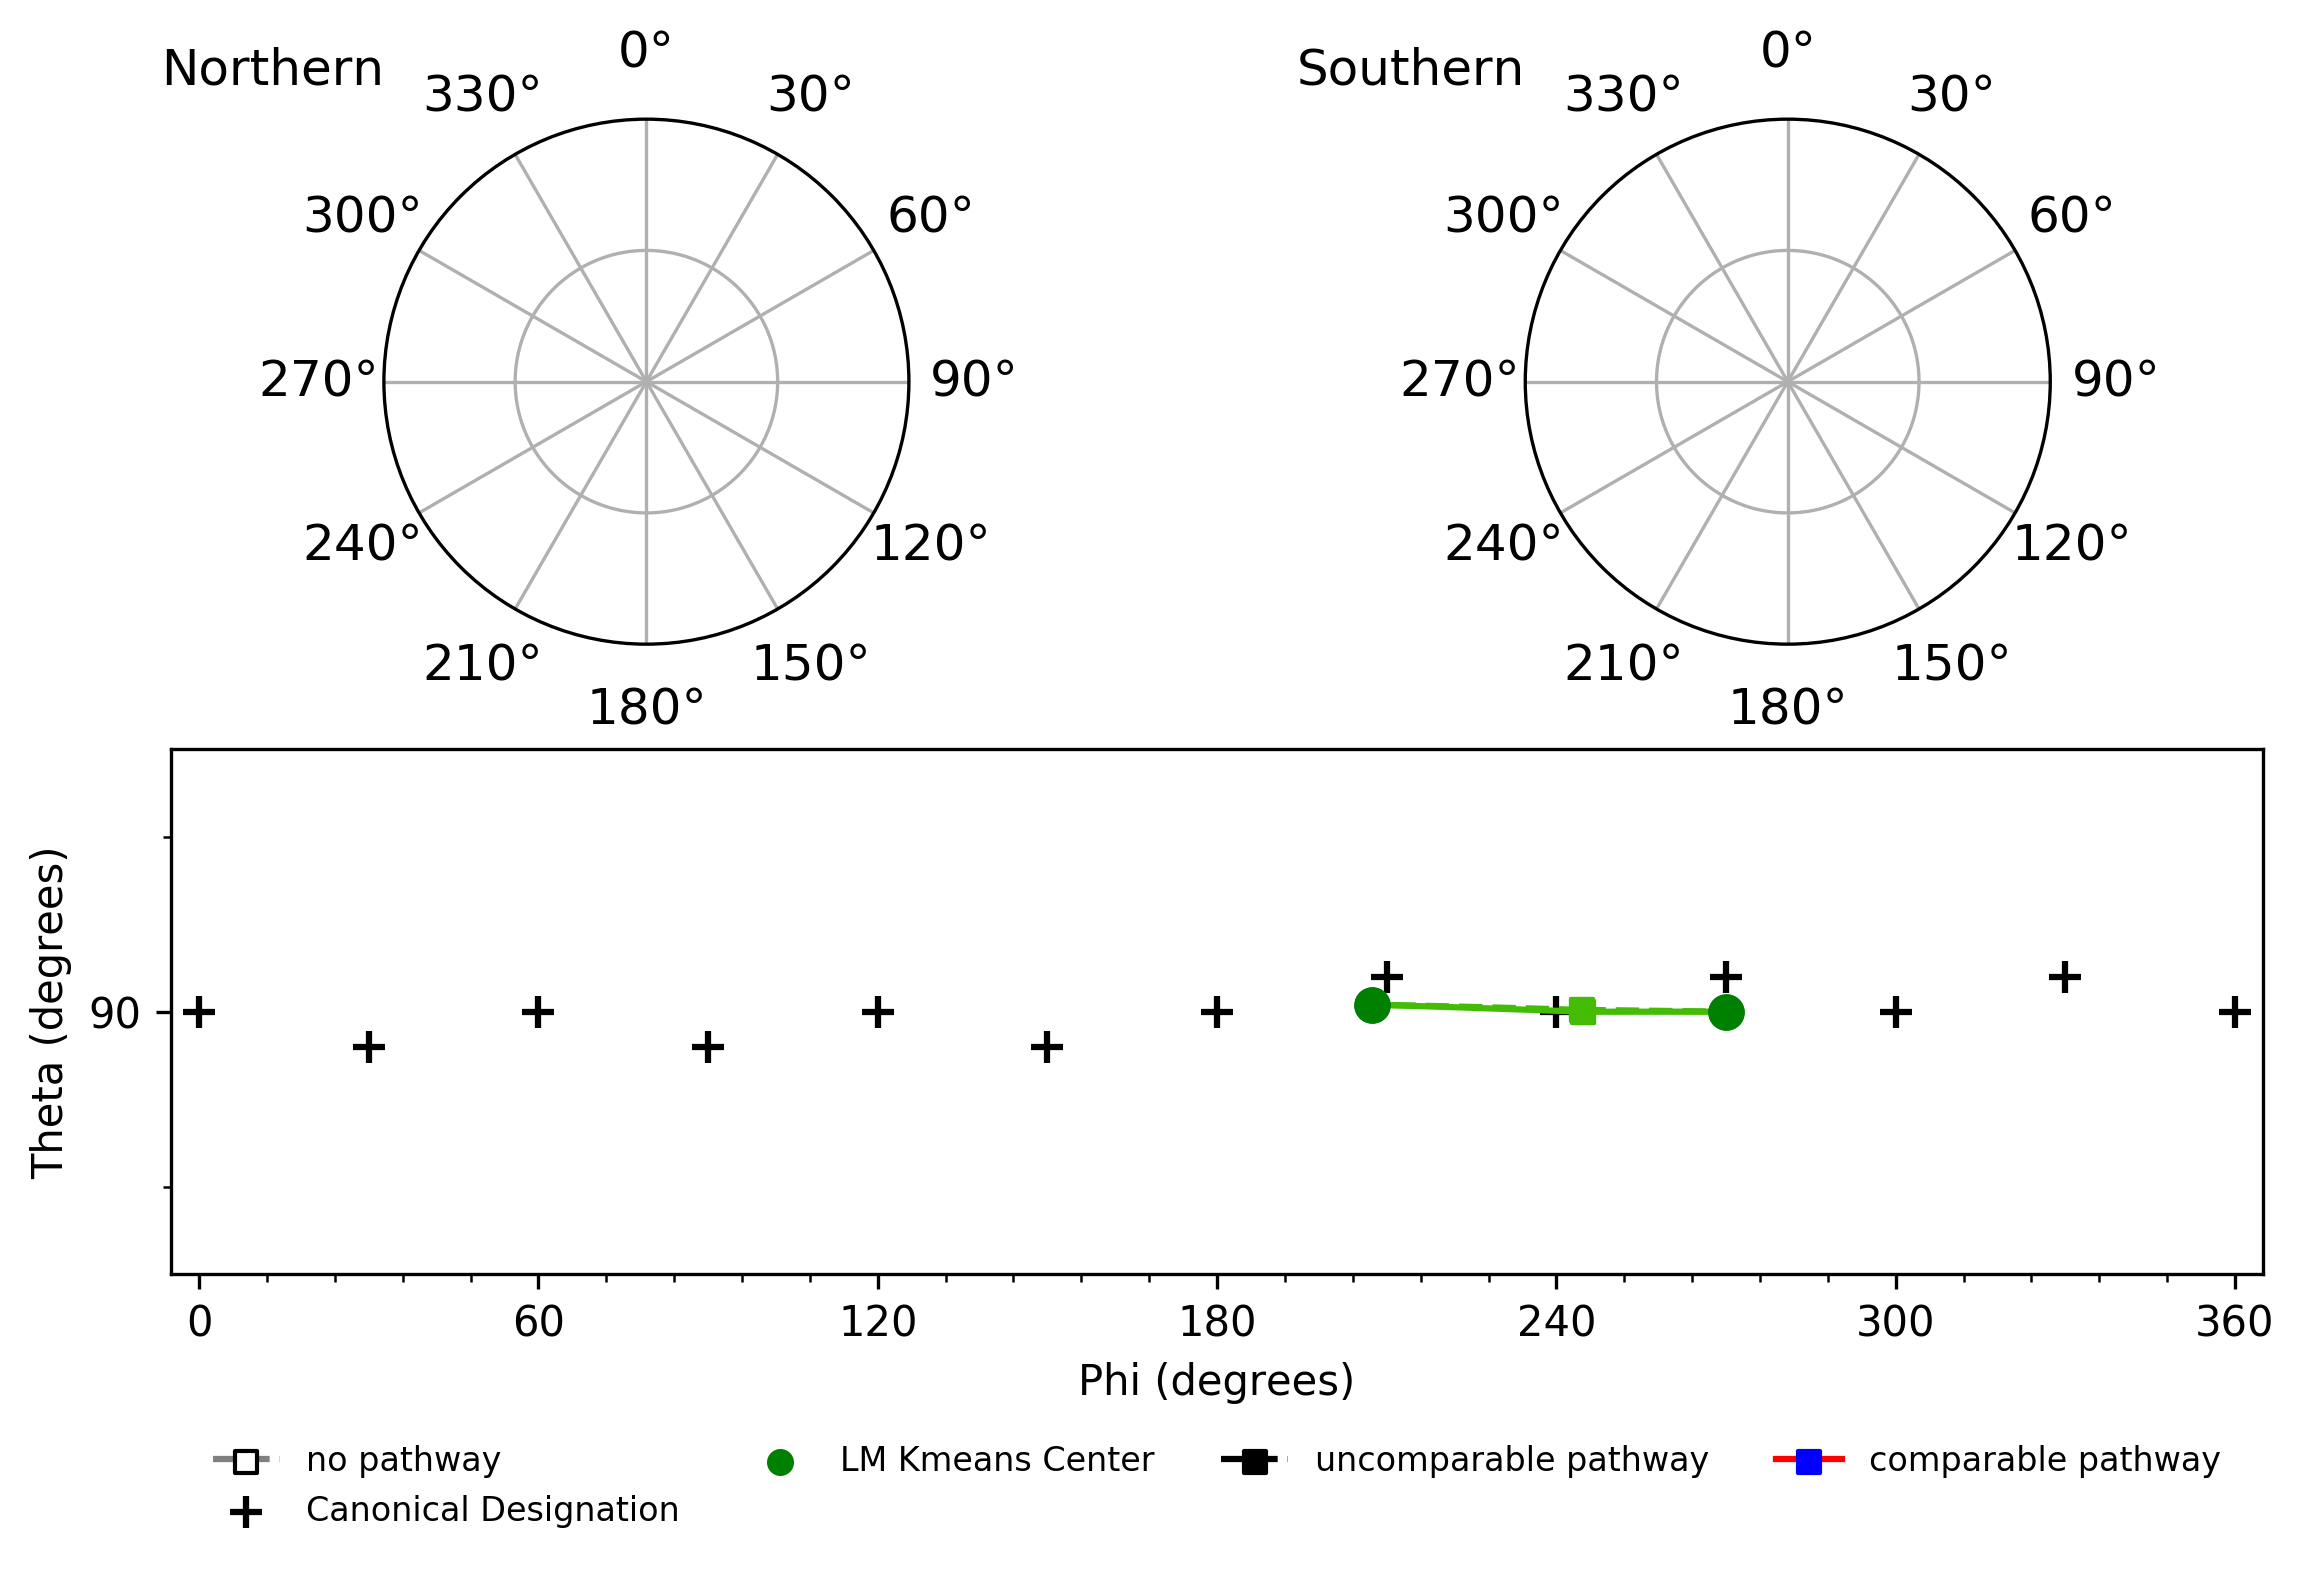 Northern
0°
30°
60°
90°
120°
150°
180°
210°
240°
270°
300°
330°
Southern
0°
30°
60°
90°
120°
150°
180°
210°
240°
270°
300°
330°
Theta (degrees)
90
0 60 120 180 240 300 360
Phi (degrees)
no pathway
Canonical Designation
LM Kmeans Center
uncomparable pathway
comparable pathway